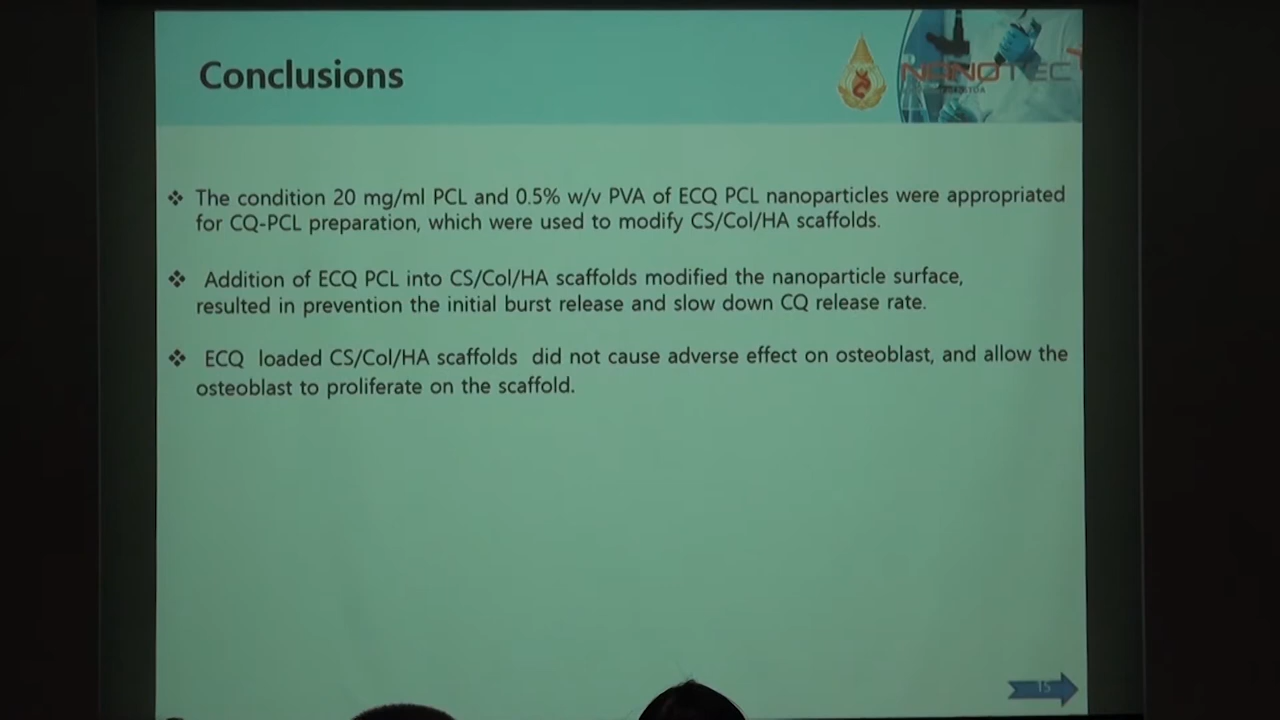 Conclusions
NANOTEC
❖ The condition 20 mg/ml PCL and 0.5% w/v PVA of ECQ PCL nanoparticles were appropriated
for CQ-PCL preparation, which were used to modify CS/Col/HA scaffolds.
❖ Addition of ECQ PCL into CS/Col/HA scaffolds modified the nanoparticle surface,
resulted in prevention the initial burst release and slow down CQ release rate.
❖ ECQ loaded CS/Col/HA scaffolds did not cause adverse effect on osteoblast, and allow the
osteoblast to proliferate on the scaffold.
15